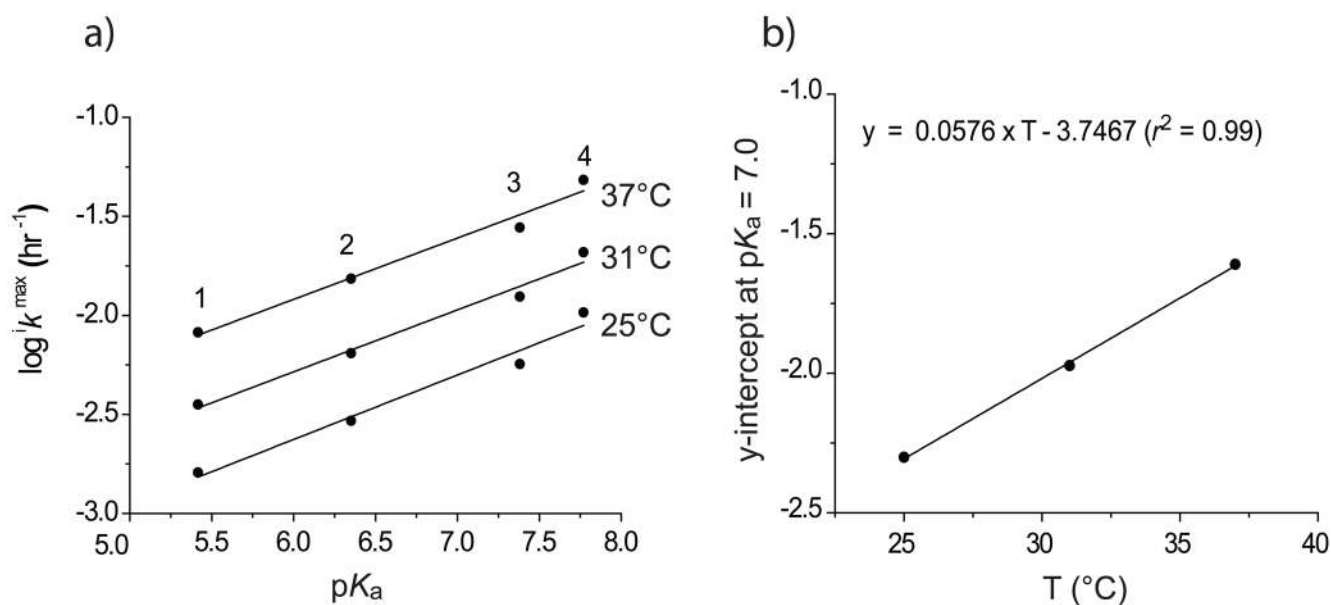 a)
-1.0
-1.5
-2.0
-2.5
-3.0
log ⁱk ᵐᵃˣ (hr ⁻¹)
1
2
3
4
37°C
31°C
25°C
5.0 5.5 6.0 6.5 7.0 7.5 8.0
pKₐ
b)
-1.0
-1.5
-2.0
-2.5
y-intercept at pKₐ = 7.0
y = 0.0576 x T - 3.7467 (r² = 0.99)
25 30 35 40
T (°C)